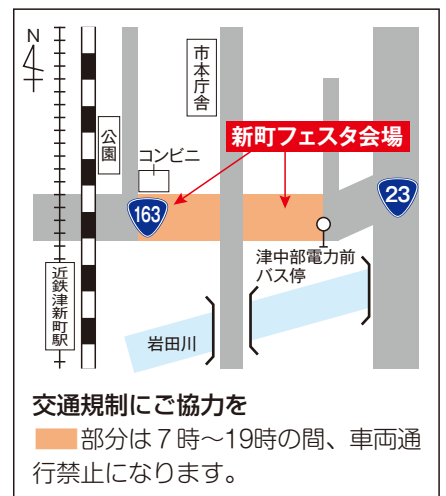 N
市本庁舎
新町フェスタ会場
公園
コンビニ
163
23
津中部電力前
バス停
近鉄津新町駅
岩田川
交通規制にご協力を
部分は7時～19時の間、車両通
行禁止になります。